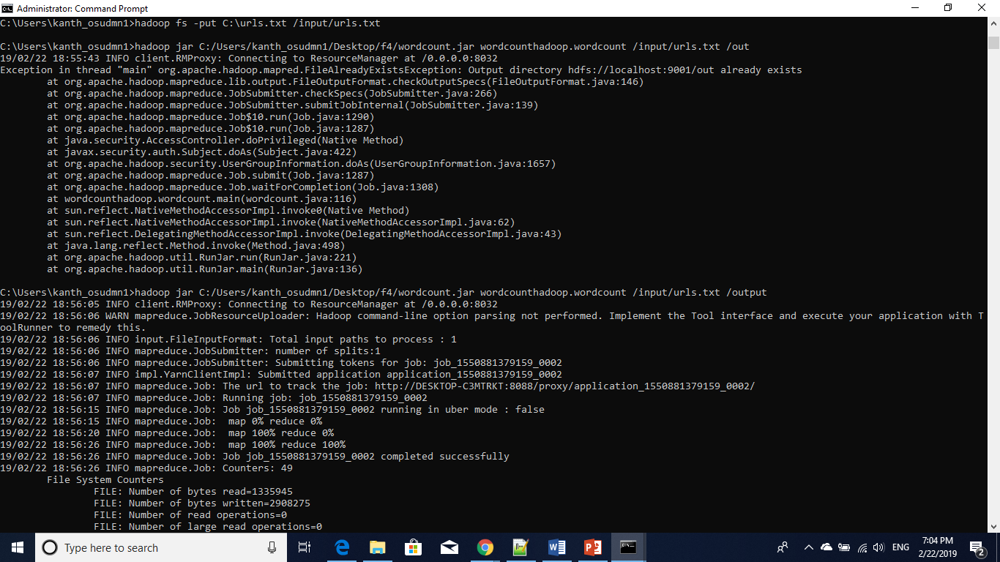 Administrator: Command Prompt
C:\Users\kanth_osudmn1>hadoop fs -put C:\urls.txt /input/urls.txt
C:\Users\kanth_osudmn1>hadoop jar C:/Users/kanth_osudmn1/Desktop/f4/wordcount.jar wordcounthadoop.wordcount /input/urls.txt /out
19/02/22 18:55:43 INFO client.RMProxy: Connecting to ResourceManager at /0.0.0.0:8032
Exception in thread "main" org.apache.hadoop.mapred.FileAlreadyExistsException: Output directory hdfs://localhost:9001/out already exists
        at org.apache.hadoop.mapreduce.lib.output.FileOutputFormat.checkOutputSpecs(FileOutputFormat.java:146)
        at org.apache.hadoop.mapreduce.JobSubmitter.checkSpecs(JobSubmitter.java:266)
        at org.apache.hadoop.mapreduce.JobSubmitter.submitJobInternal(JobSubmitter.java:139)
        at org.apache.hadoop.mapreduce.Job$10.run(Job.java:1290)
        at org.apache.hadoop.mapreduce.Job$10.run(Job.java:1287)
        at java.security.AccessController.doPrivileged(Native Method)
        at javax.security.auth.Subject.doAs(Subject.java:422)
        at org.apache.hadoop.security.UserGroupInformation.doAs(UserGroupInformation.java:1657)
        at org.apache.hadoop.mapreduce.Job.submit(Job.java:1287)
        at org.apache.hadoop.mapreduce.Job.waitForCompletion(Job.java:1308)
        at wordcounthadoop.wordcount.main(wordcount.java:116)
        at sun.reflect.NativeMethodAccessorImpl.invoke0(Native Method)
        at sun.reflect.NativeMethodAccessorImpl.invoke(NativeMethodAccessorImpl.java:62)
        at sun.reflect.DelegatingMethodAccessorImpl.invoke(DelegatingMethodAccessorImpl.java:43)
        at java.lang.reflect.Method.invoke(Method.java:498)
        at org.apache.hadoop.util.RunJar.run(RunJar.java:221)
        at org.apache.hadoop.util.RunJar.main(RunJar.java:136)
C:\Users\kanth_osudmn1>hadoop jar C:/Users/kanth_osudmn1/Desktop/f4/wordcount.jar wordcounthadoop.wordcount /input/urls.txt /output
19/02/22 18:56:05 INFO client.RMProxy: Connecting to ResourceManager at /0.0.0.0:8032
19/02/22 18:56:06 WARN mapreduce.JobResourceUploader: Hadoop command-line option parsing not performed. Implement the Tool interface and execute your application with T
oolRunner to remedy this.
19/02/22 18:56:06 INFO input.FileInputFormat: Total input paths to process : 1
19/02/22 18:56:06 INFO mapreduce.JobSubmitter: number of splits:1
19/02/22 18:56:06 INFO mapreduce.JobSubmitter: Submitting tokens for job: job_1550881379159_0002
19/02/22 18:56:07 INFO impl.YarnClientImpl: Submitted application application_1550881379159_0002
19/02/22 18:56:07 INFO mapreduce.Job: The url to track the job: http://DESKTOP-C3MTRKT:8088/proxy/application_1550881379159_0002/
19/02/22 18:56:07 INFO mapreduce.Job: Running job: job_1550881379159_0002
19/02/22 18:56:15 INFO mapreduce.Job: Job job_1550881379159_0002 running in uber mode : false
19/02/22 18:56:15 INFO mapreduce.Job:  map 0% reduce 0%
19/02/22 18:56:20 INFO mapreduce.Job:  map 100% reduce 0%
19/02/22 18:56:26 INFO mapreduce.Job:  map 100% reduce 100%
19/02/22 18:56:26 INFO mapreduce.Job: Job job_1550881379159_0002 completed successfully
19/02/22 18:56:26 INFO mapreduce.Job: Counters: 49
        File System Counters
                FILE: Number of bytes read=1335945
                FILE: Number of bytes written=2908275
                FILE: Number of read operations=0
                FILE: Number of large read operations=0
Type here to search
ENG
7:04 PM
2/22/2019
2